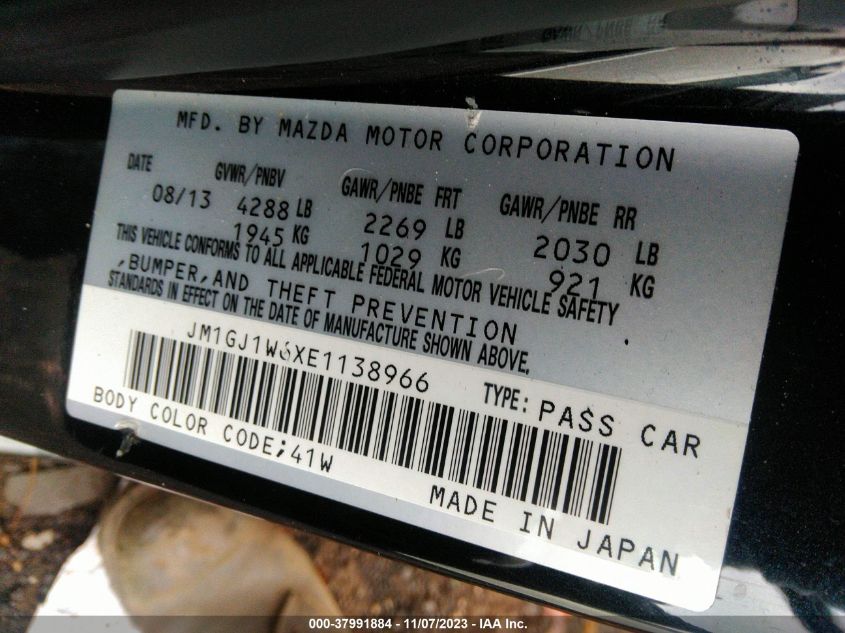 MFD. BY MAZDA MOTOR CORPORATION
DATE GVWR/PNBV GAWR/PNBE FRT GAWR/PNBE RR
08/13 4288 LB 2269 LB 2030 LB
1945 KG 1029 KG 921 KG
THIS VEHICLE CONFORMS TO ALL APPLICABLE FEDERAL MOTOR VEHICLE SAFETY
,BUMPER,AND THEFT PREVENTION
STANDARDS IN EFFECT ON THE DATE OF MANUFACTURE SHOWN ABOVE.
JM1GJ1W6XE1138966 TYPE: PASS CAR
BODY COLOR CODE;41W
MADE IN JAPAN
000-37991884 - 11/07/2023 - IAA Inc.